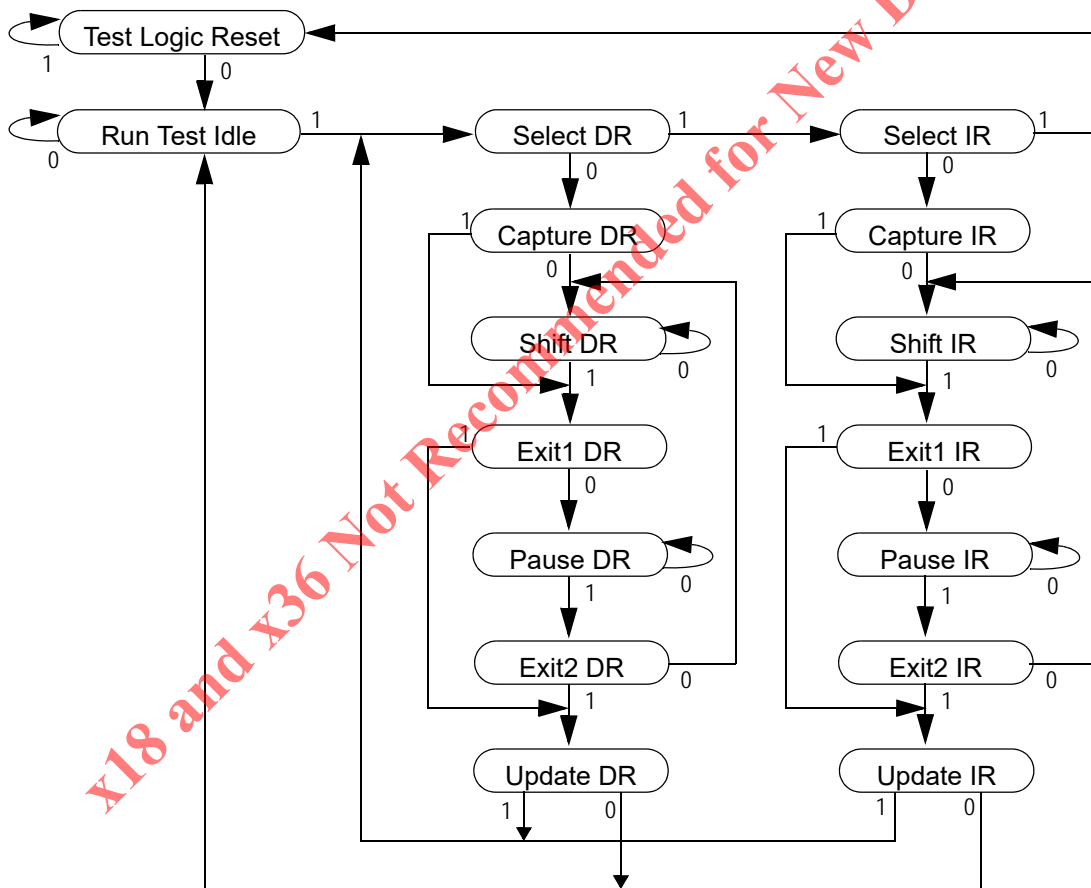 Test Logic Reset
1
0
Run Test Idle
1
0
Select DR
1
0
Select IR
1
0
1
Capture DR
0
1
Capture IR
0
Shift DR
0
1
Shift IR
0
1
1
Exit1 DR
0
1
Exit1 IR
0
Pause DR
0
1
Pause IR
0
1
Exit2 DR
0
1
Exit2 IR
0
1
Update DR
1
0
Update IR
1
0
x18 and x36 Not Recommended for New